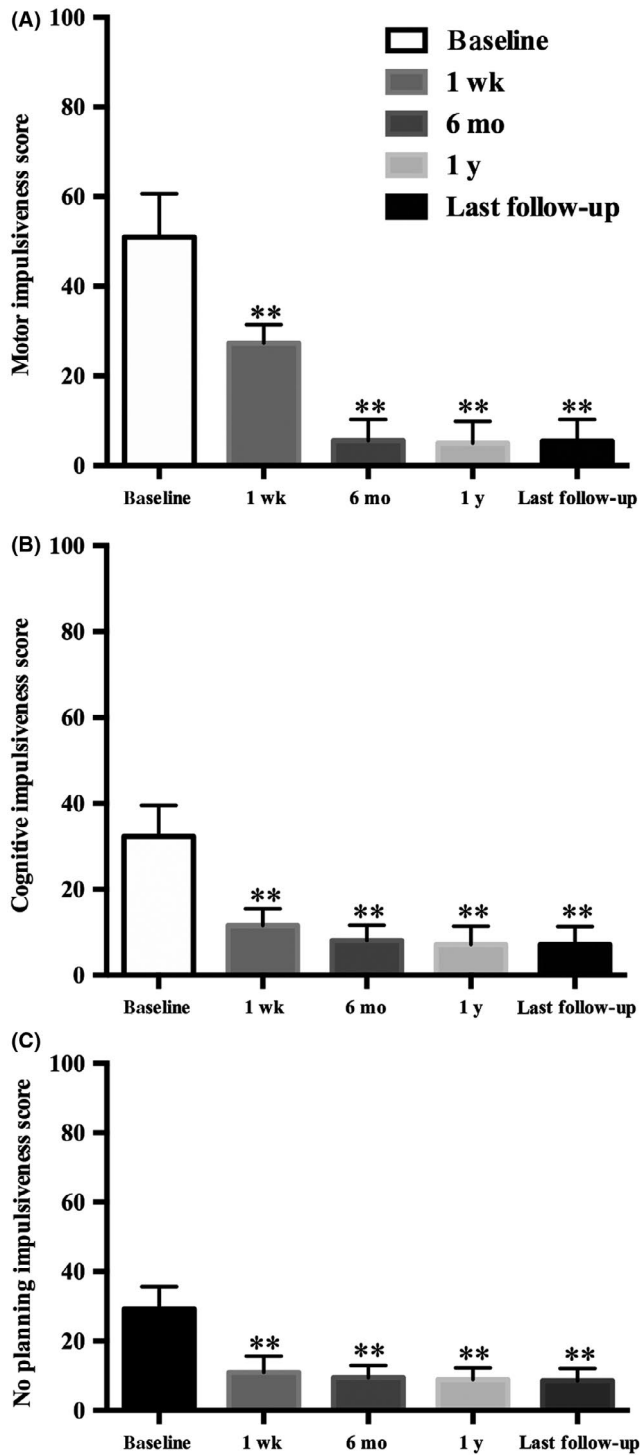 (A)
100
80
60
40
20
0
Motor impulsiveness score
Baseline
1 wk
6 mo
1 y
Last follow-up
**
**
**
**
Baseline 1 wk 6 mo 1 y Last follow-up
(B)
100
80
60
40
20
0
Cognitive impulsiveness score
**
**
**
**
Baseline 1 wk 6 mo 1 y Last follow-up
(C)
100
80
60
40
20
0
No planning impulsiveness score
**
**
**
**
Baseline 1 wk 6 mo 1 y Last follow-up